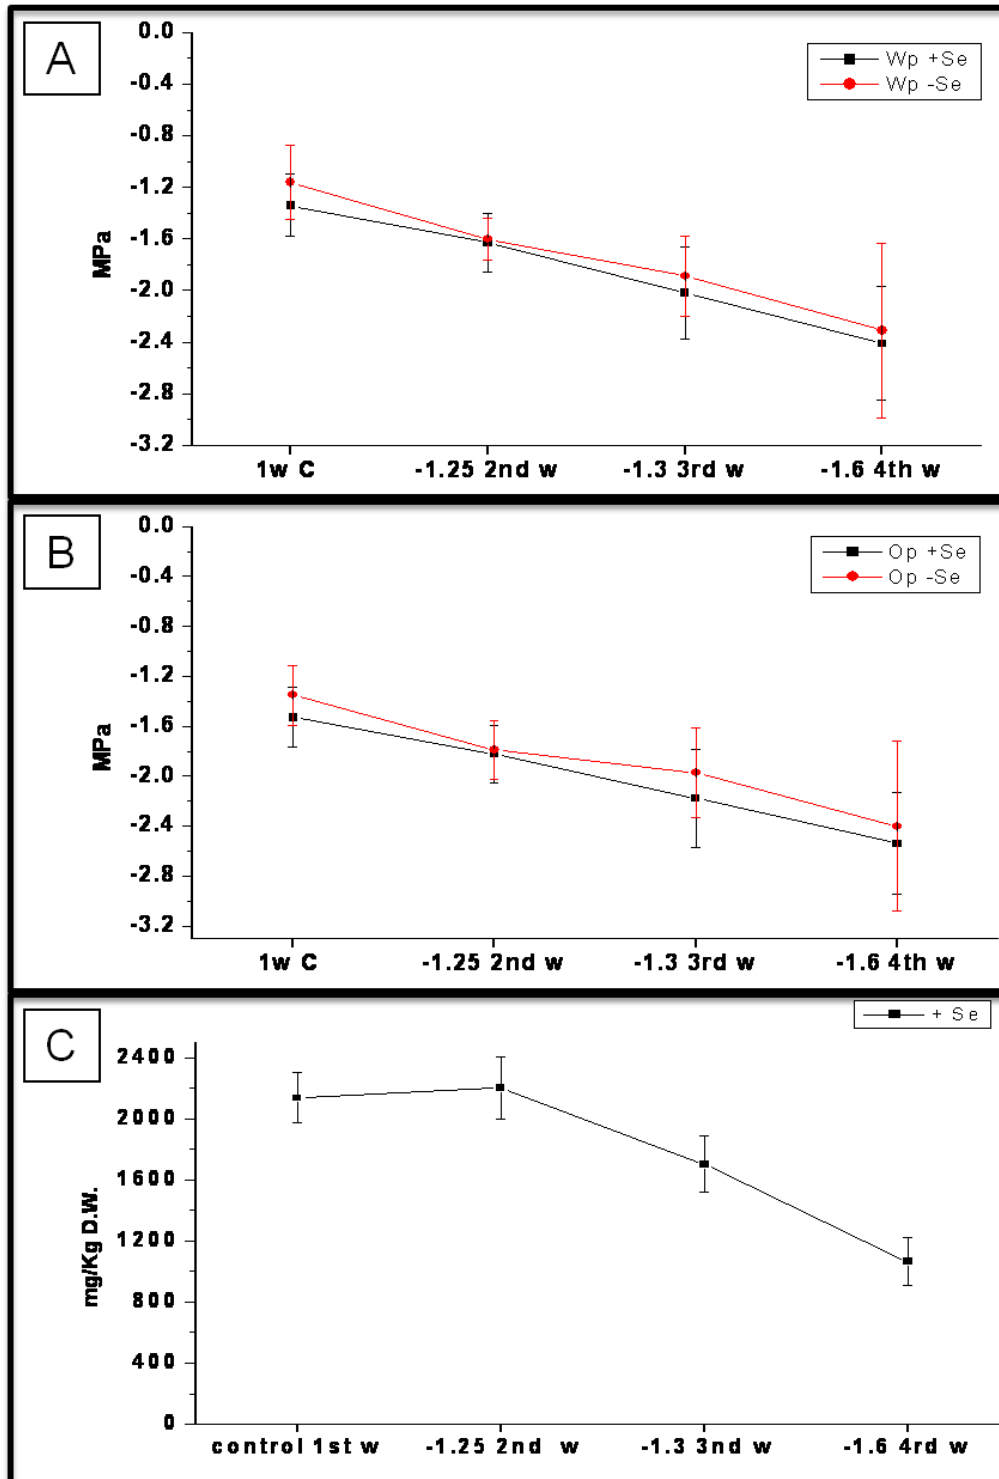 A
0.0
-0.4
-0.8
-1.2
-1.6
-2.0
-2.4
-2.8
-3.2
MPa
Wp +Se
Wp -Se
1w C -1.25 2nd w -1.3 3rd w -1.6 4th w
B
0.0
-0.4
-0.8
-1.2
-1.6
-2.0
-2.4
-2.8
-3.2
MPa
Op +Se
Op -Se
1w C -1.25 2nd w -1.3 3rd w -1.6 4th w
C
+ Se
2400
2000
1600
1200
800
400
0
mg/Kg D.W.
control 1st w -1.25 2nd w -1.3 3nd w -1.6 4rd w